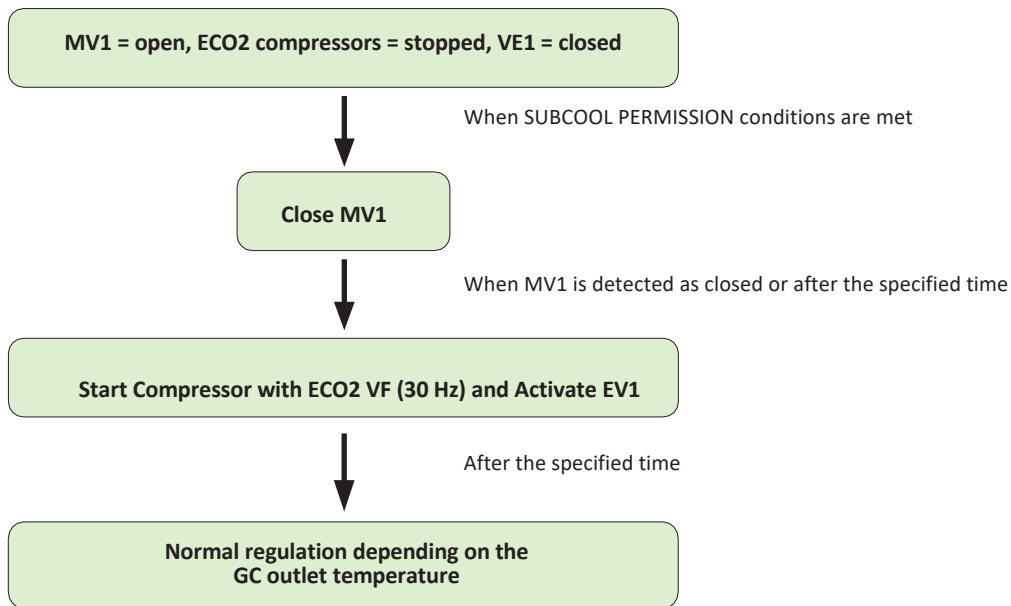 MV1 = open, ECO2 compressors = stopped, VE1 = closed
When SUBCOOL PERMISSION conditions are met
Close MV1
When MV1 is detected as closed or after the specified time
Start Compressor with ECO2 VF (30 Hz) and Activate EV1
After the specified time
Normal regulation depending on the
GC outlet temperature